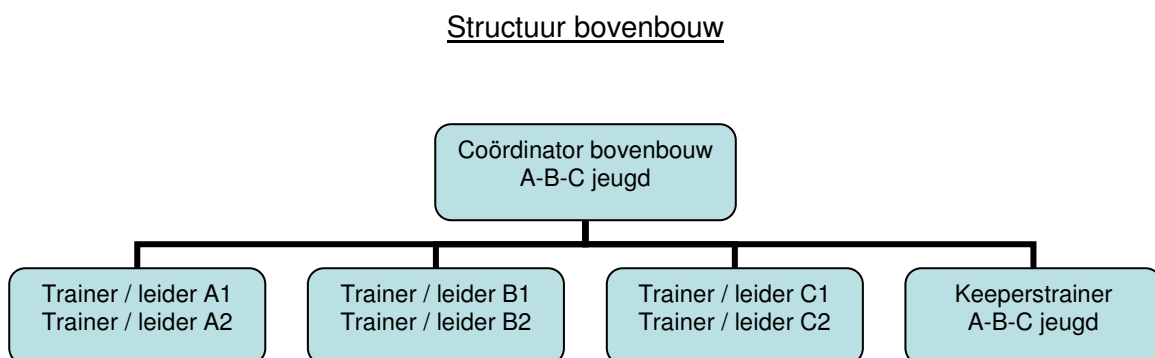 Structuur bovenbouw
Coördinator bovenbouw
A-B-C jeugd
Trainer / leider A1
Trainer / leider A2
Trainer / leider B1
Trainer / leider B2
Trainer / leider C1
Trainer / leider C2
Keeperstrainer
A-B-C jeugd